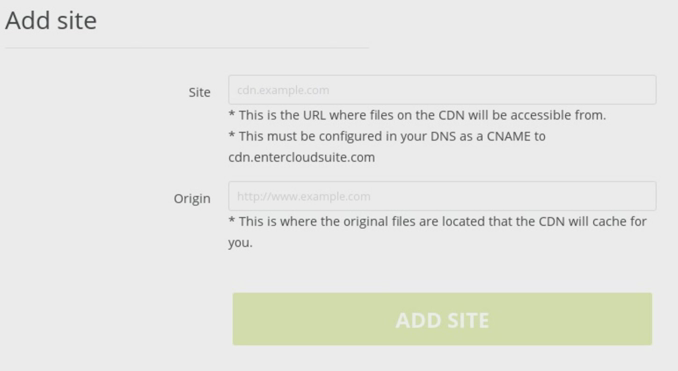 Add site
Site
cdn.example.com
* This is the URL where files on the CDN will be accessible from.
* This must be configured in your DNS as a CNAME to
cdn.entercloudsuite.com
Origin
http://www.example.com
* This is where the original files are located that the CDN will cache for
you.
ADD SITE